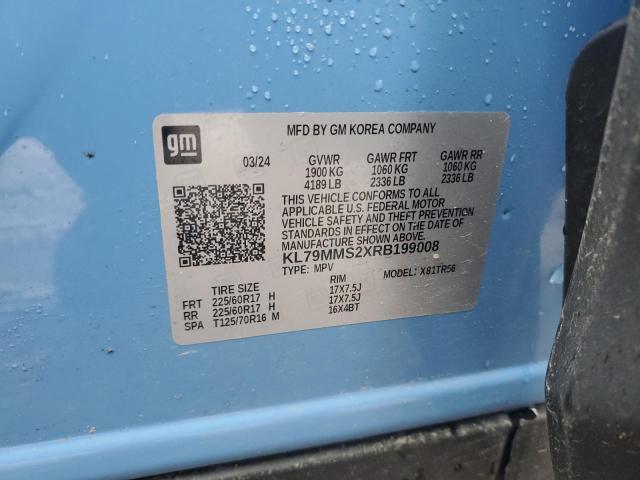 MFD BY GM KOREA COMPANY
gm
03/24 GVWR GAWR FRT GAWR RR
1900 KG 1060 KG 1060 KG
4189 LB 2336 LB 2336 LB
THIS VEHICLE CONFORMS TO ALL
APPLICABLE U.S. FEDERAL MOTOR
VEHICLE SAFETY AND THEFT PREVENTION
STANDARDS IN EFFECT ON THE DATE OF
MANUFACTURE SHOWN ABOVE.
KL79MMS2XRB199008
TYPE: MPV MODEL: X81TR56
TIRE SIZE RIM
FRT 225/60R17 H 17X7.5J
RR 225/60R17 H 17X7.5J
SPA T125/70R16 M 16X4BT